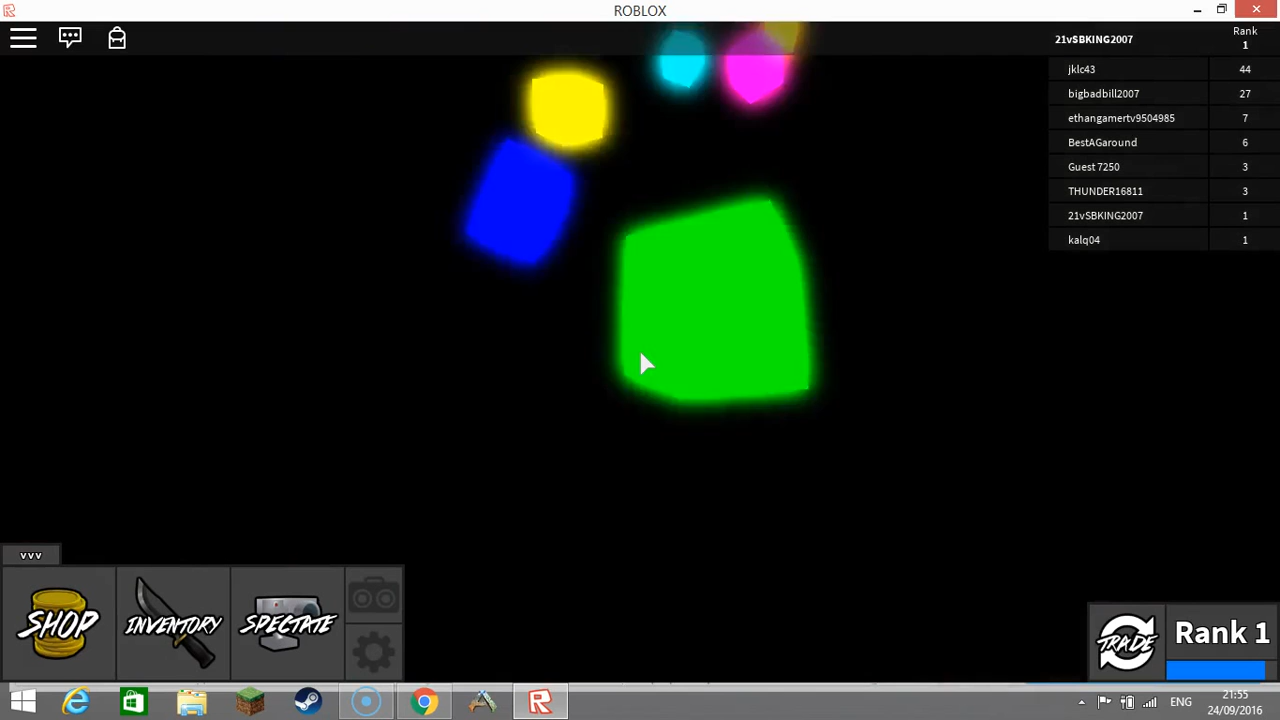 ROBLOX
21vSBKING2007 Rank 1
jklc43 44
bigbadbill2007 27
ethangamertv9504985 7
BestAGaround 6
Guest 7250 3
THUNDER16811 3
21vSBKING2007 1
kalq04 1
vvv
SHOP INVENTORY SPECTATE
TRADE Rank 1
ENG 21:55
24/09/2016